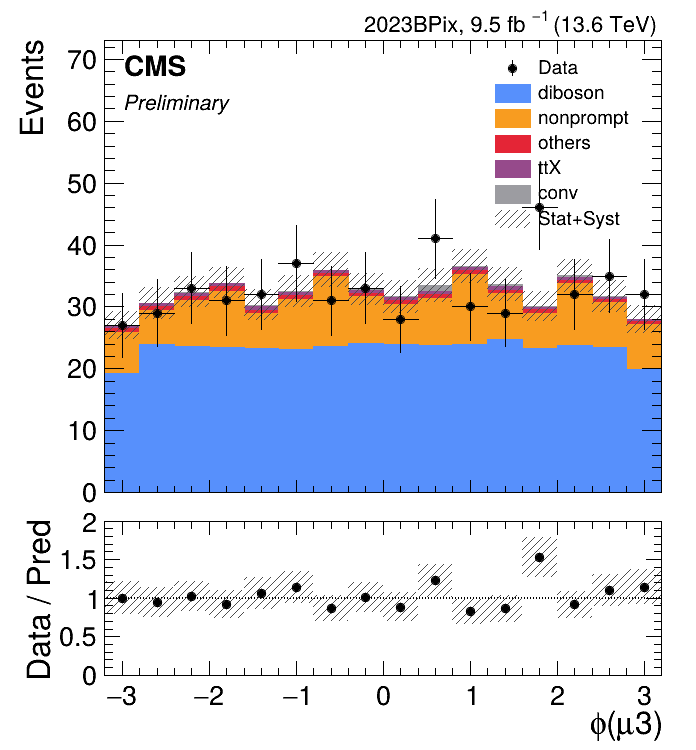 2023BPix, 9.5 fb⁻¹ (13.6 TeV)
CMS
Preliminary
Data
diboson
nonprompt
others
ttX
conv
Stat+Syst
Events
70
60
50
40
30
20
10
0
Data / Pred
2
1.5
1
0.5
0
−3 −2 −1 0 1 2 3
ϕ(μ3)